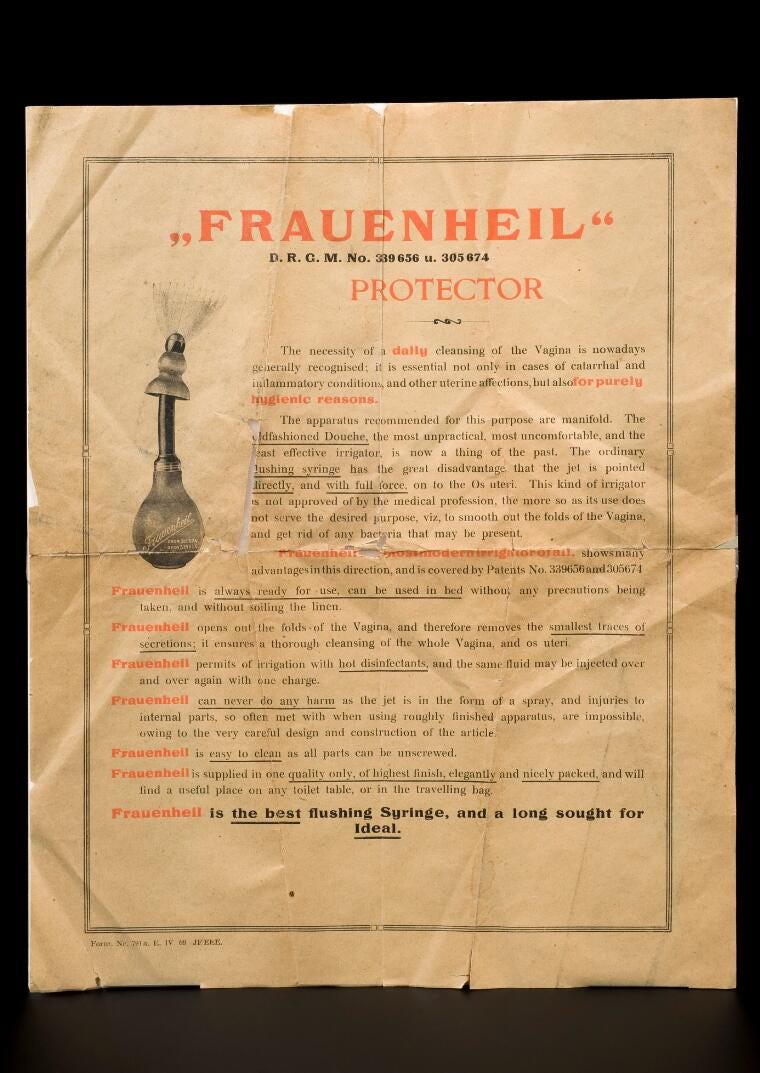 „FRAUENHEIL“
D. R. G. M. No. 339656 u. 305674
PROTECTOR
The necessity of a daily cleansing of the Vagina is nowadays
generally recognised; it is essential not only in cases of catarrhal and
inflammatory conditions, and other uterine affections, but also for purely
hygienic reasons.
The apparatus recommended for this purpose are manifold. The
oldfashioned Douche, the most unpractical, most uncomfortable, and the
least effective irrigator, is now a thing of the past. The ordinary
flushing syringe has the great disadvantage that the jet is pointed
directly, and with full force, on to the Os uteri. This kind of irrigator
is not approved of by the medical profession, the more so as its use does
not serve the desired purpose, viz, to smooth out the folds of the Vagina,
and get rid of any bacteria that may be present.
Frauenheil most modern irrigator of all, shows many
advantages in this direction, and is covered by Patents No. 339656 and 305674
Frauenheil is always ready for use, can be used in bed without any precautions being
taken, and without soiling the linen.
Frauenheil opens out the folds of the Vagina, and therefore removes the smallest traces of
secretions; it ensures a thorough cleansing of the whole Vagina, and os uteri.
Frauenheil permits of irrigation with hot disinfectants, and the same fluid may be injected over
and over again with one charge.
Frauenheil can never do any harm as the jet is in the form of a spray, and injuries to
internal parts, so often met with when using roughly finished apparatus, are impossible,
owing to the very careful design and construction of the article.
Frauenheil is easy to clean as all parts can be unscrewed.
Frauenheil is supplied in one quality only, of highest finish, elegantly and nicely packed, and will
find a useful place on any toilet table, or in the travelling bag.
Frauenheil is the best flushing Syringe, and a long sought for
Ideal.
Frauenheil
Form. Nr. E. IV